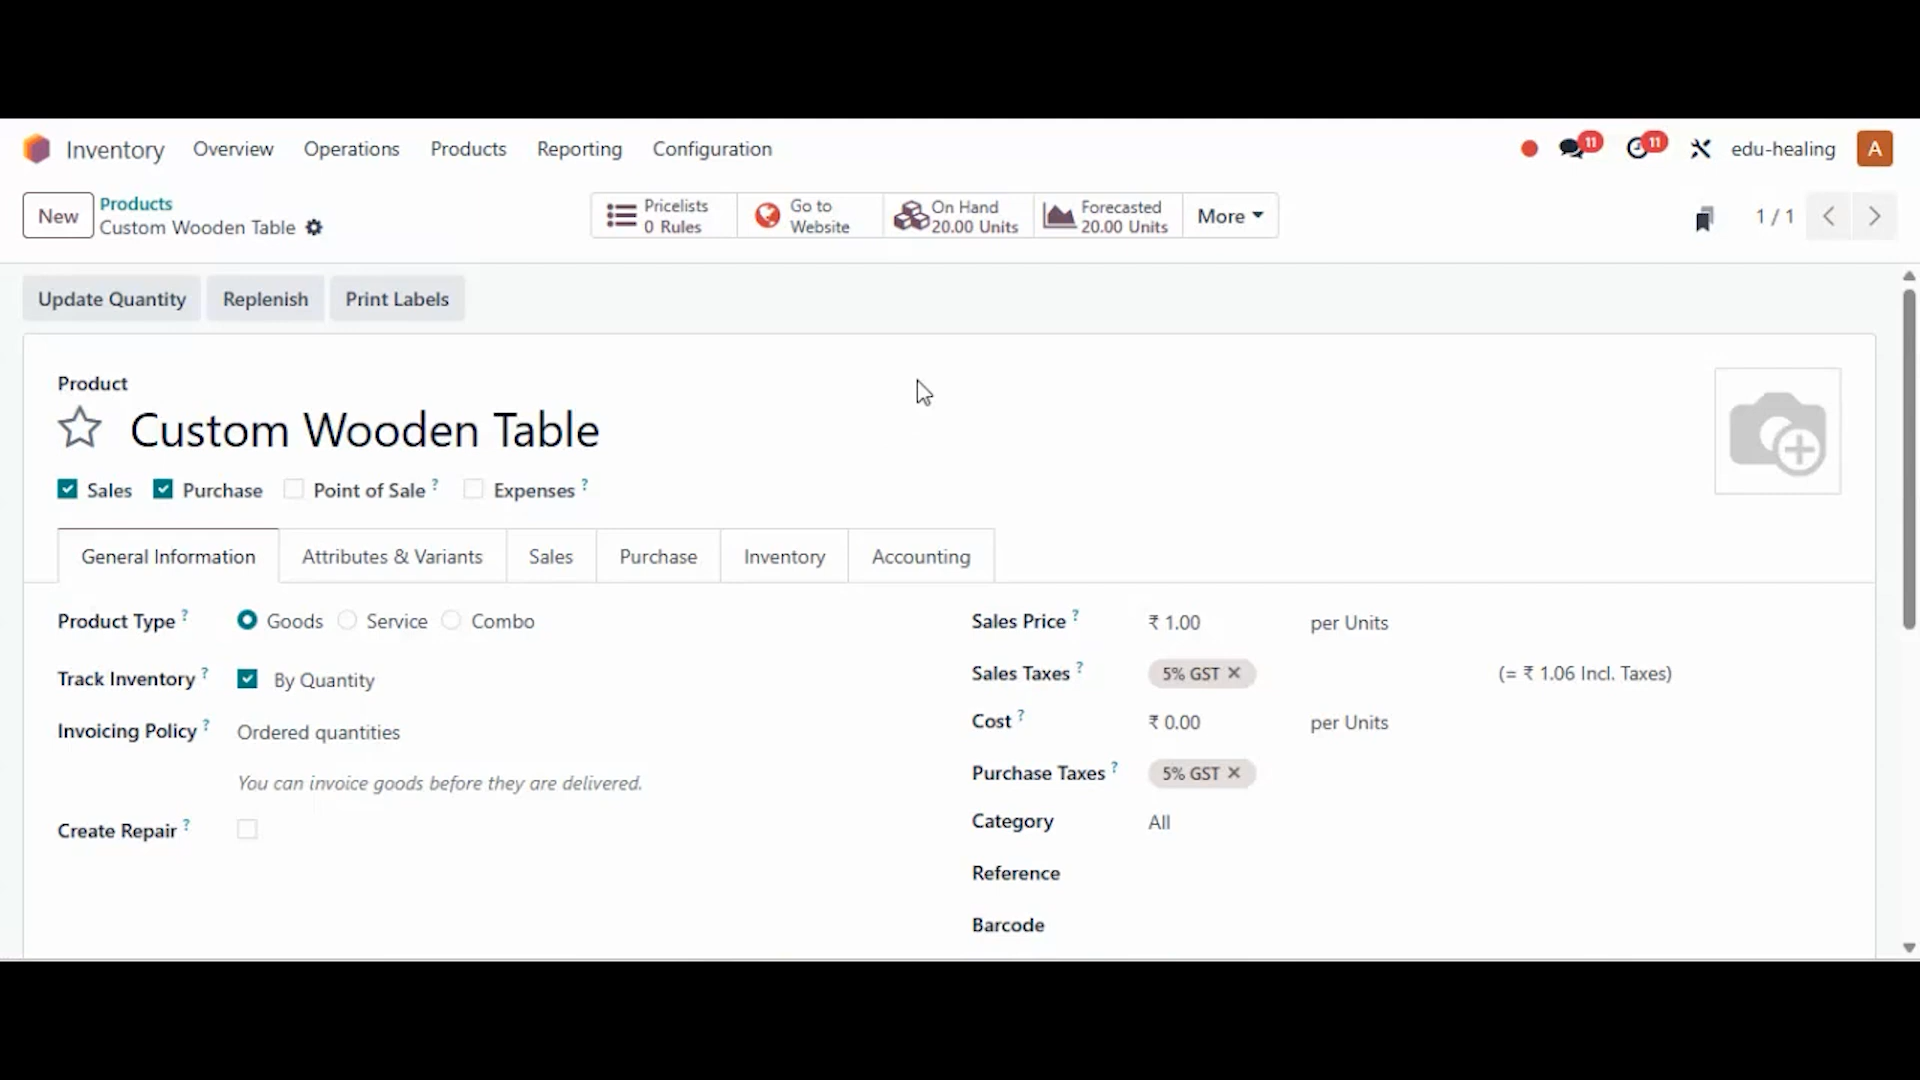 Inventory Overview Operations Products Reporting Configuration 11 11 edu-healing A
New Products Custom Wooden Table Pricelists 0 Rules Go to Website On Hand 20.00 Units Forecasted 20.00 Units More 1 / 1
Update Quantity Replenish Print Labels
Product
Custom Wooden Table
Sales Purchase Point of Sale ? Expenses ?
General Information Attributes & Variants Sales Purchase Inventory Accounting
Product Type ? Goods Service Combo
Track Inventory ? By Quantity
Invoicing Policy ? Ordered quantities
You can invoice goods before they are delivered.
Create Repair ?
Sales Price ? ₹ 1.00 per Units
Sales Taxes ? 5% GST (= ₹ 1.06 Incl. Taxes)
Cost ? ₹ 0.00 per Units
Purchase Taxes ? 5% GST
Category All
Reference
Barcode